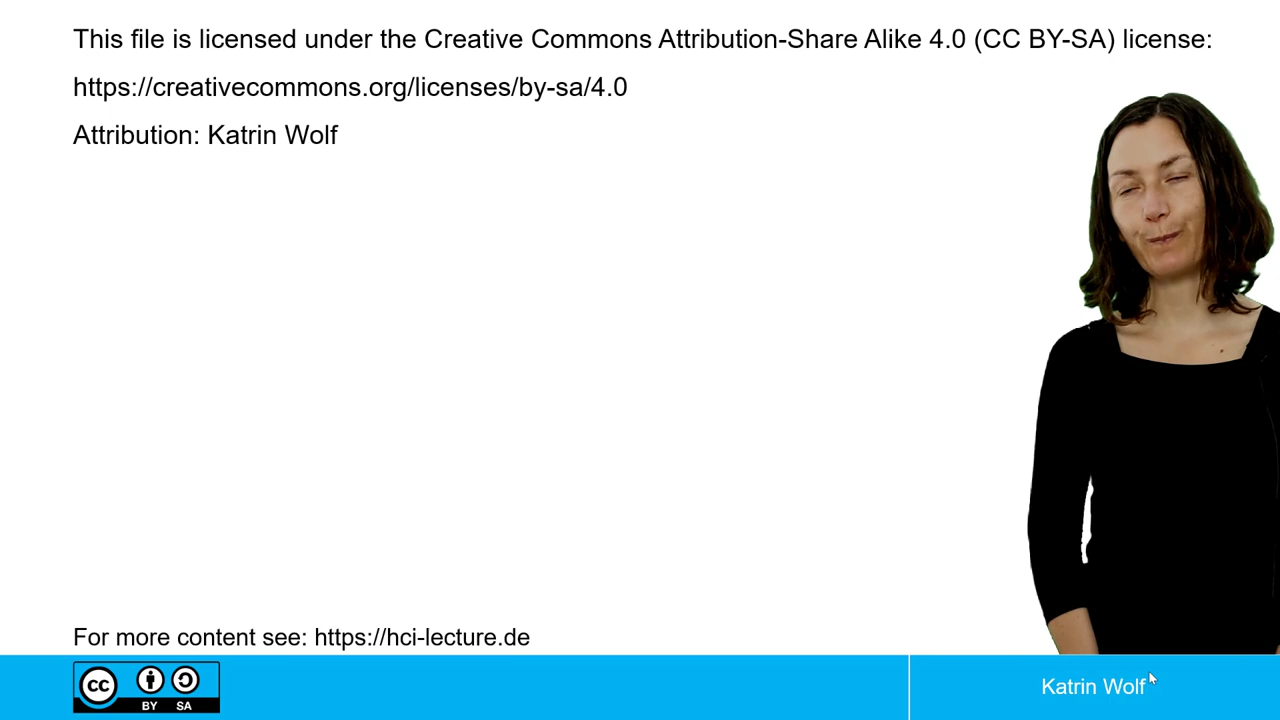 This file is licensed under the Creative Commons Attribution-Share Alike 4.0 (CC BY-SA) license:
https://creativecommons.org/licenses/by-sa/4.0
Attribution: Katrin Wolf
For more content see: https://hci-lecture.de
cc
BY SA
Katrin Wolf